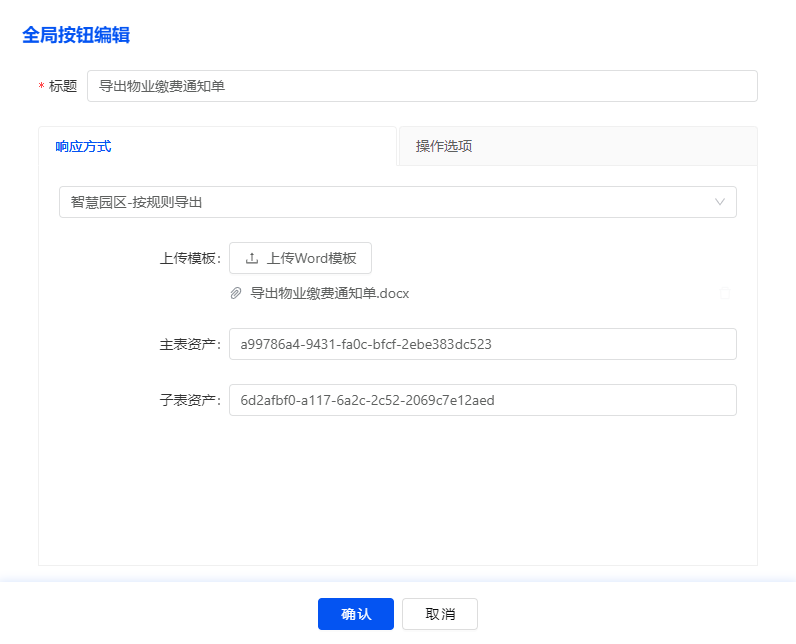 全局按钮编辑
* 标题 导出物业缴费通知单
响应方式 操作选项
智慧园区-按规则导出
上传模板: 上传Word模板
导出物业缴费通知单.docx
主表资产: a99786a4-9431-fa0c-bfcf-2ebe383dc523
子表资产: 6d2afbf0-a117-6a2c-2c52-2069c7e12aed
确认 取消